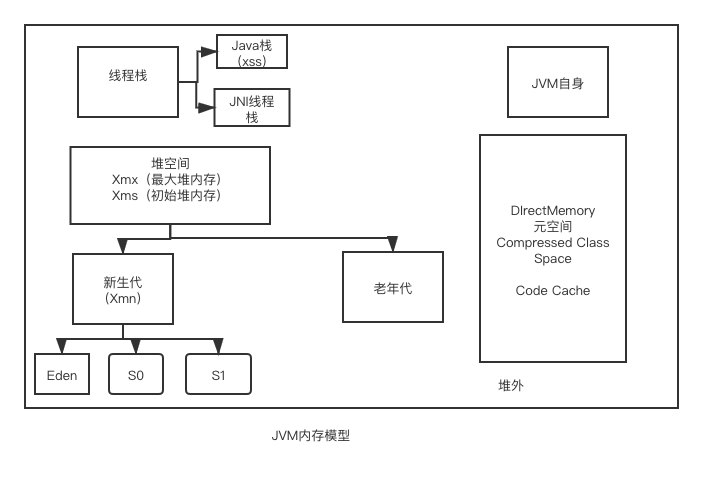 线程栈
Java栈
(xss)
JNI线程
栈
JVM自身
堆空间
Xmx（最大堆内存）
Xms（初始堆内存）
新生代
(Xmn)
老年代
DIrectMemory
元空间
Compressed Class
Space
Code Cache
Eden
S0
S1
堆外
JVM内存模型